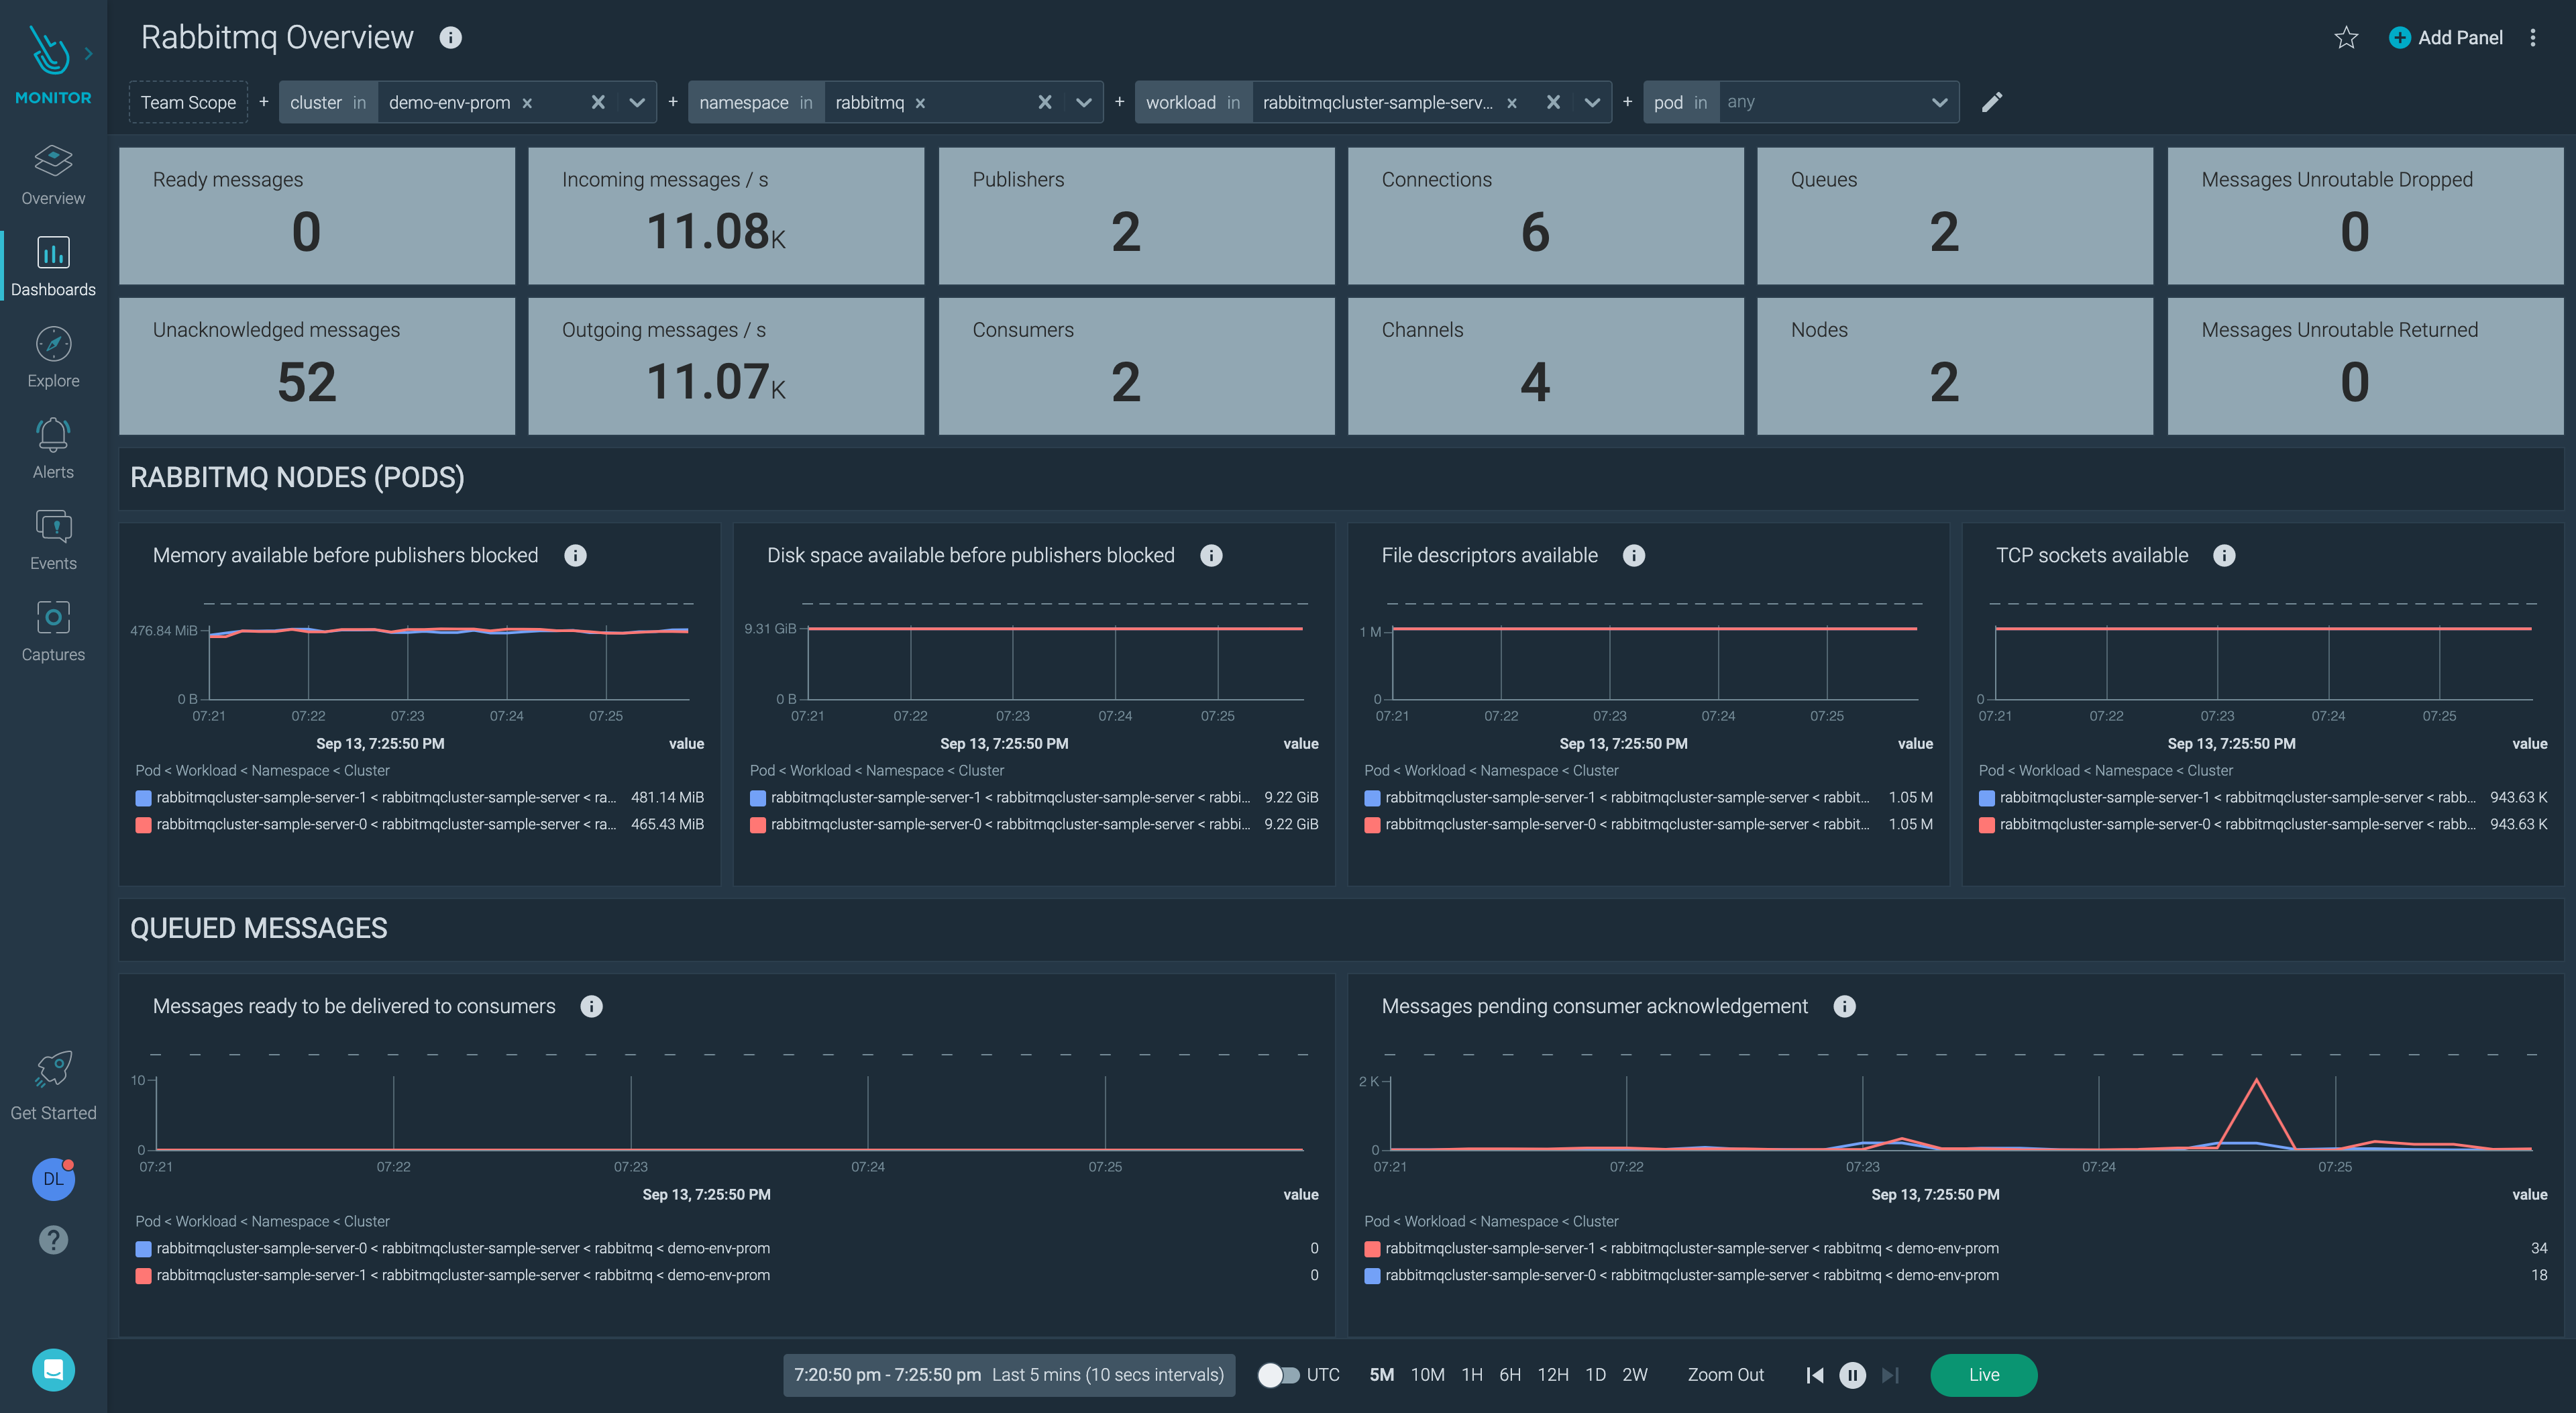 Rabbitmq Overview i
Add Panel
MONITOR
Team Scope + cluster in demo-env-prom × + namespace in rabbitmq × + workload in rabbitmqcluster-sample-serv... × + pod in any
Overview
Dashboards
Explore
Alerts
Events
Captures
Get Started
DL
?
Ready messages
0
Incoming messages / s
11.08K
Publishers
2
Connections
6
Queues
2
Messages Unroutable Dropped
0
Unacknowledged messages
52
Outgoing messages / s
11.07K
Consumers
2
Channels
4
Nodes
2
Messages Unroutable Returned
0
RABBITMQ NODES (PODS)
Memory available before publishers blocked i
476.84 MiB
0 B
07:21 07:22 07:23 07:24 07:25
Sep 13, 7:25:50 PM value
Pod < Workload < Namespace < Cluster
rabbitmqcluster-sample-server-1 < rabbitmqcluster-sample-server < ra... 481.14 MiB
rabbitmqcluster-sample-server-0 < rabbitmqcluster-sample-server < ra... 465.43 MiB
Disk space available before publishers blocked i
9.31 GiB
0 B
07:21 07:22 07:23 07:24 07:25
Sep 13, 7:25:50 PM value
Pod < Workload < Namespace < Cluster
rabbitmqcluster-sample-server-1 < rabbitmqcluster-sample-server < rabbi... 9.22 GiB
rabbitmqcluster-sample-server-0 < rabbitmqcluster-sample-server < rabbi... 9.22 GiB
File descriptors available i
1 M
0
07:21 07:22 07:23 07:24 07:25
Sep 13, 7:25:50 PM value
Pod < Workload < Namespace < Cluster
rabbitmqcluster-sample-server-1 < rabbitmqcluster-sample-server < rabbit... 1.05 M
rabbitmqcluster-sample-server-0 < rabbitmqcluster-sample-server < rabbit... 1.05 M
TCP sockets available i
0
07:21 07:22 07:23 07:24 07:25
Sep 13, 7:25:50 PM value
Pod < Workload < Namespace < Cluster
rabbitmqcluster-sample-server-1 < rabbitmqcluster-sample-server < rabb... 943.63 K
rabbitmqcluster-sample-server-0 < rabbitmqcluster-sample-server < rabb... 943.63 K
QUEUED MESSAGES
Messages ready to be delivered to consumers i
10
0
07:21 07:22 07:23 07:24 07:25
Sep 13, 7:25:50 PM value
Pod < Workload < Namespace < Cluster
rabbitmqcluster-sample-server-0 < rabbitmqcluster-sample-server < rabbitmq < demo-env-prom 0
rabbitmqcluster-sample-server-1 < rabbitmqcluster-sample-server < rabbitmq < demo-env-prom 0
Messages pending consumer acknowledgement i
2 K
0
07:21 07:22 07:23 07:24 07:25
Sep 13, 7:25:50 PM value
Pod < Workload < Namespace < Cluster
rabbitmqcluster-sample-server-1 < rabbitmqcluster-sample-server < rabbitmq < demo-env-prom 34
rabbitmqcluster-sample-server-0 < rabbitmqcluster-sample-server < rabbitmq < demo-env-prom 18
7:20:50 pm - 7:25:50 pm Last 5 mins (10 secs intervals) UTC 5M 10M 1H 6H 12H 1D 2W Zoom Out Live